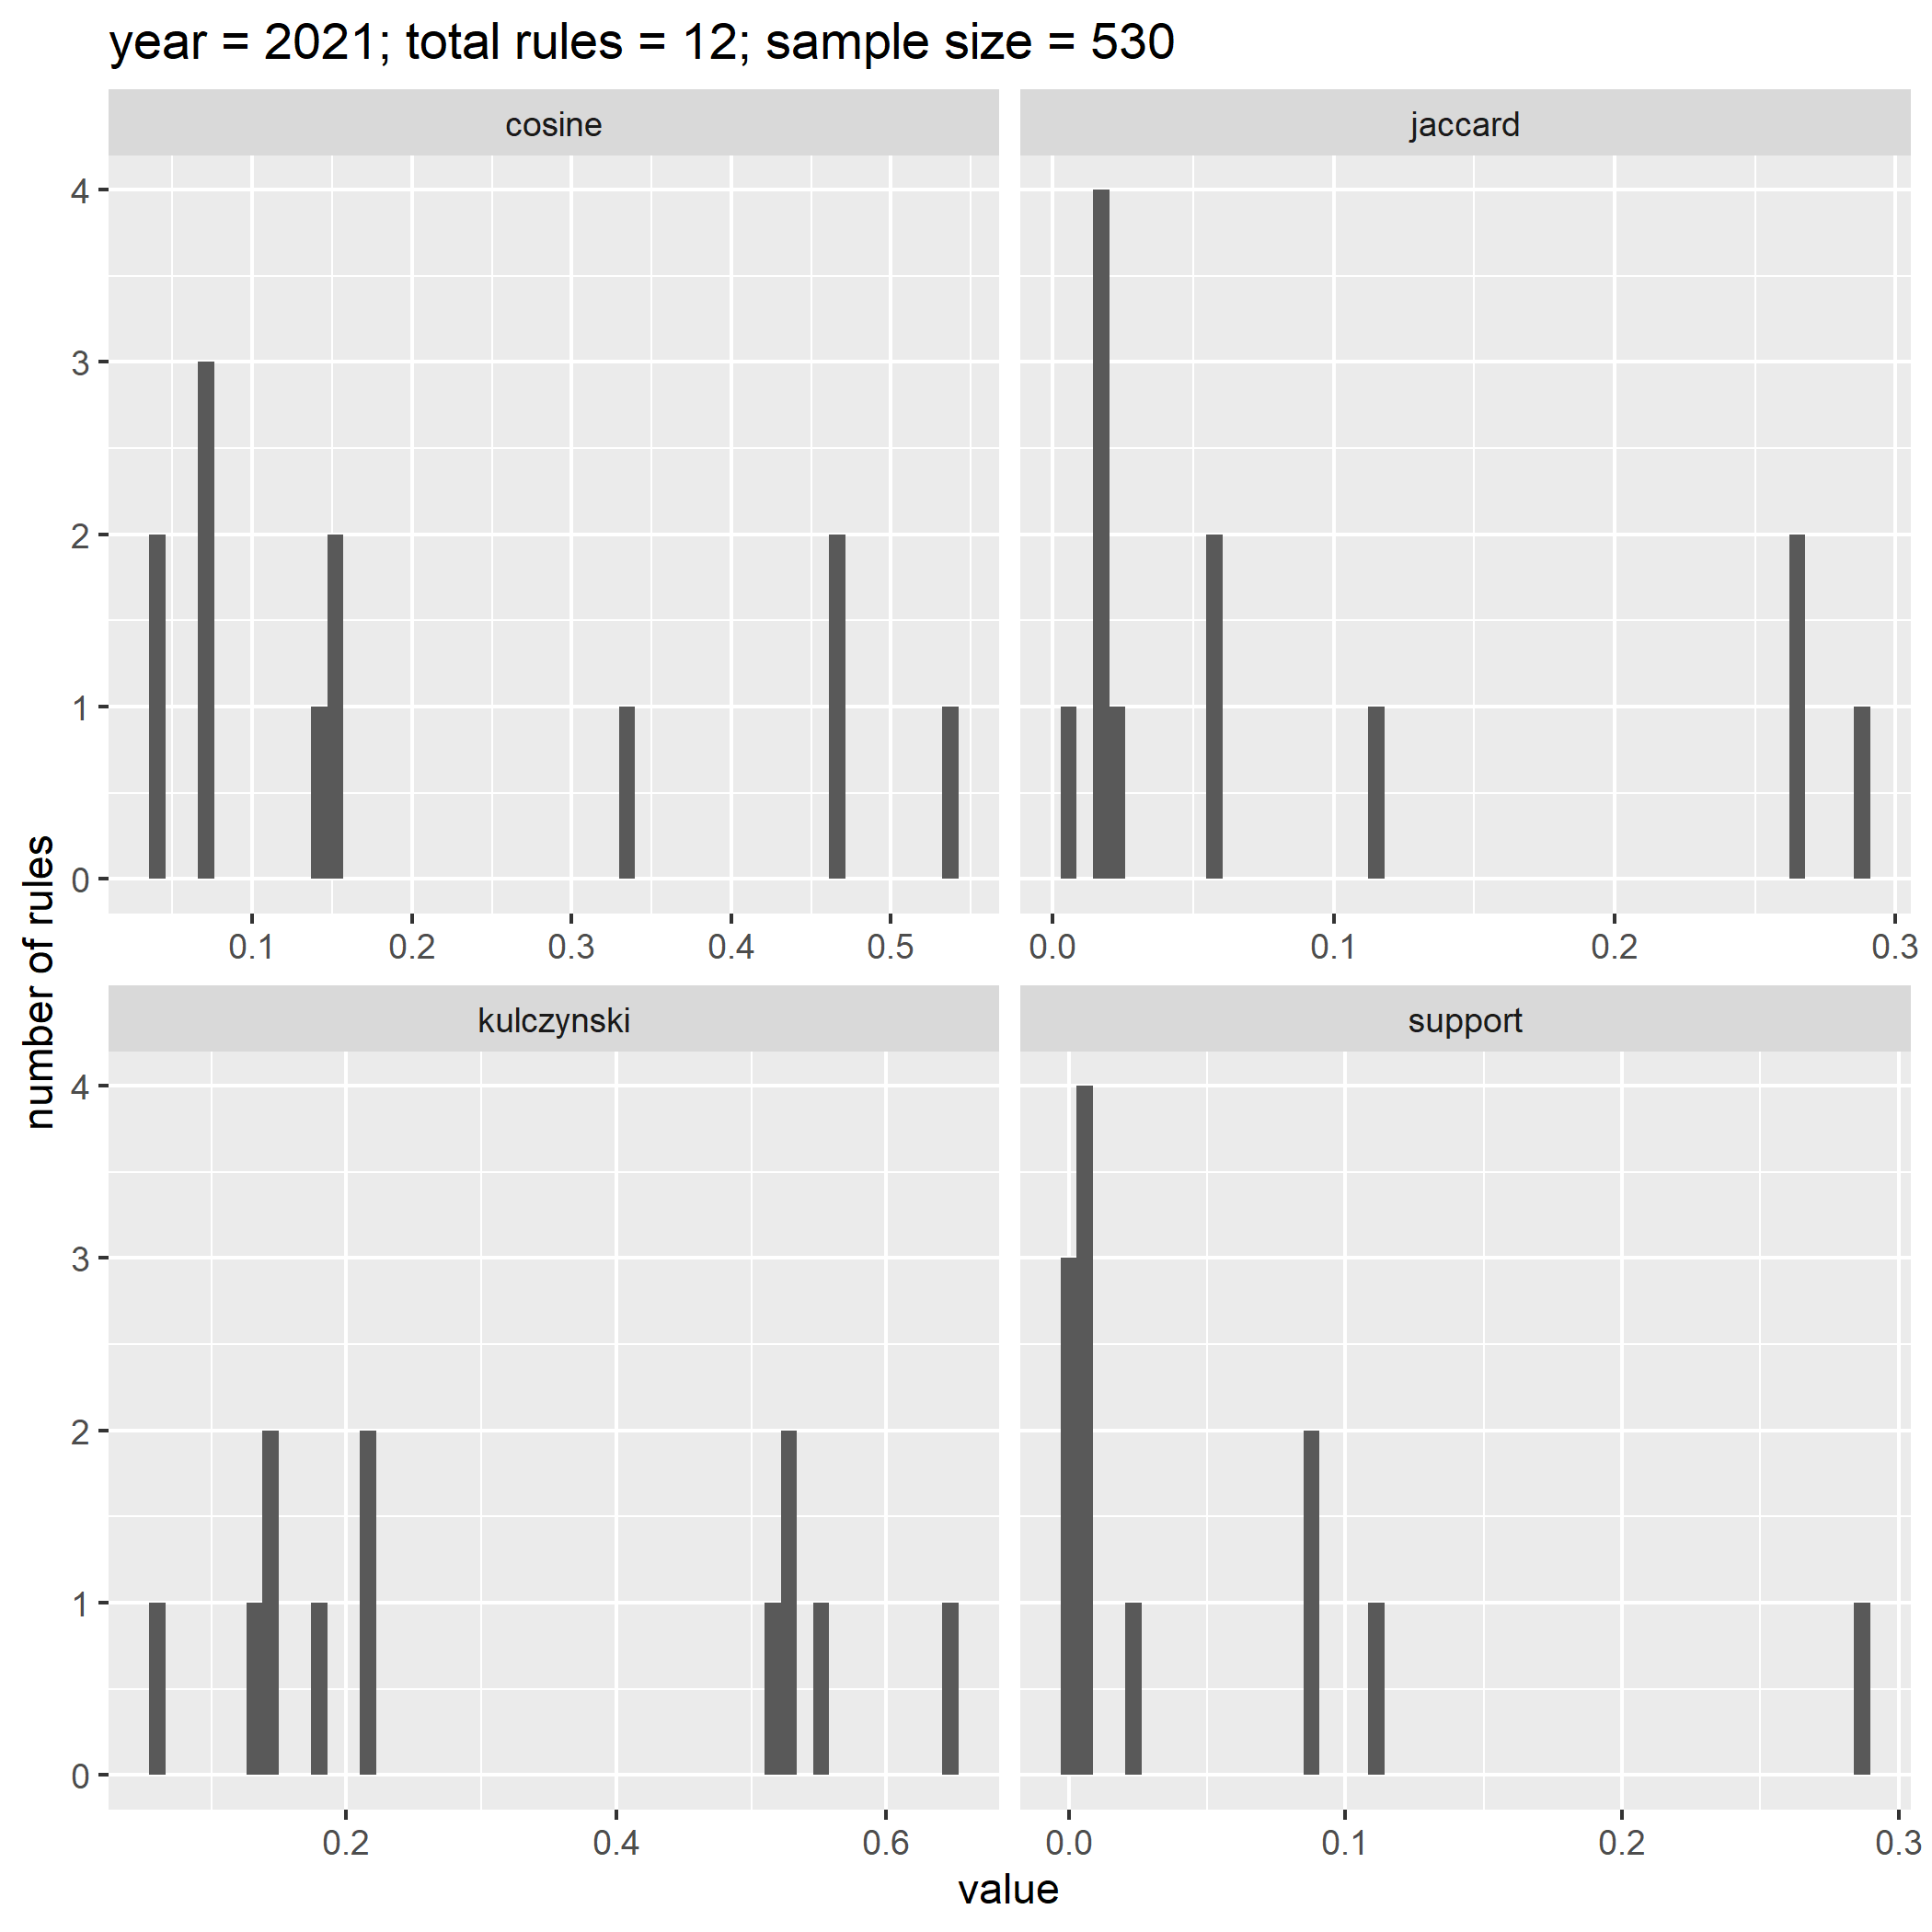 year = 2021; total rules = 12; sample size = 530
cosine
jaccard
4
3
2
1
0
0.1 0.2 0.3 0.4 0.5
0.0 0.1 0.2 0.3
kulczynski
support
4
3
2
1
0
0.2 0.4 0.6
0.0 0.1 0.2 0.3
number of rules
value